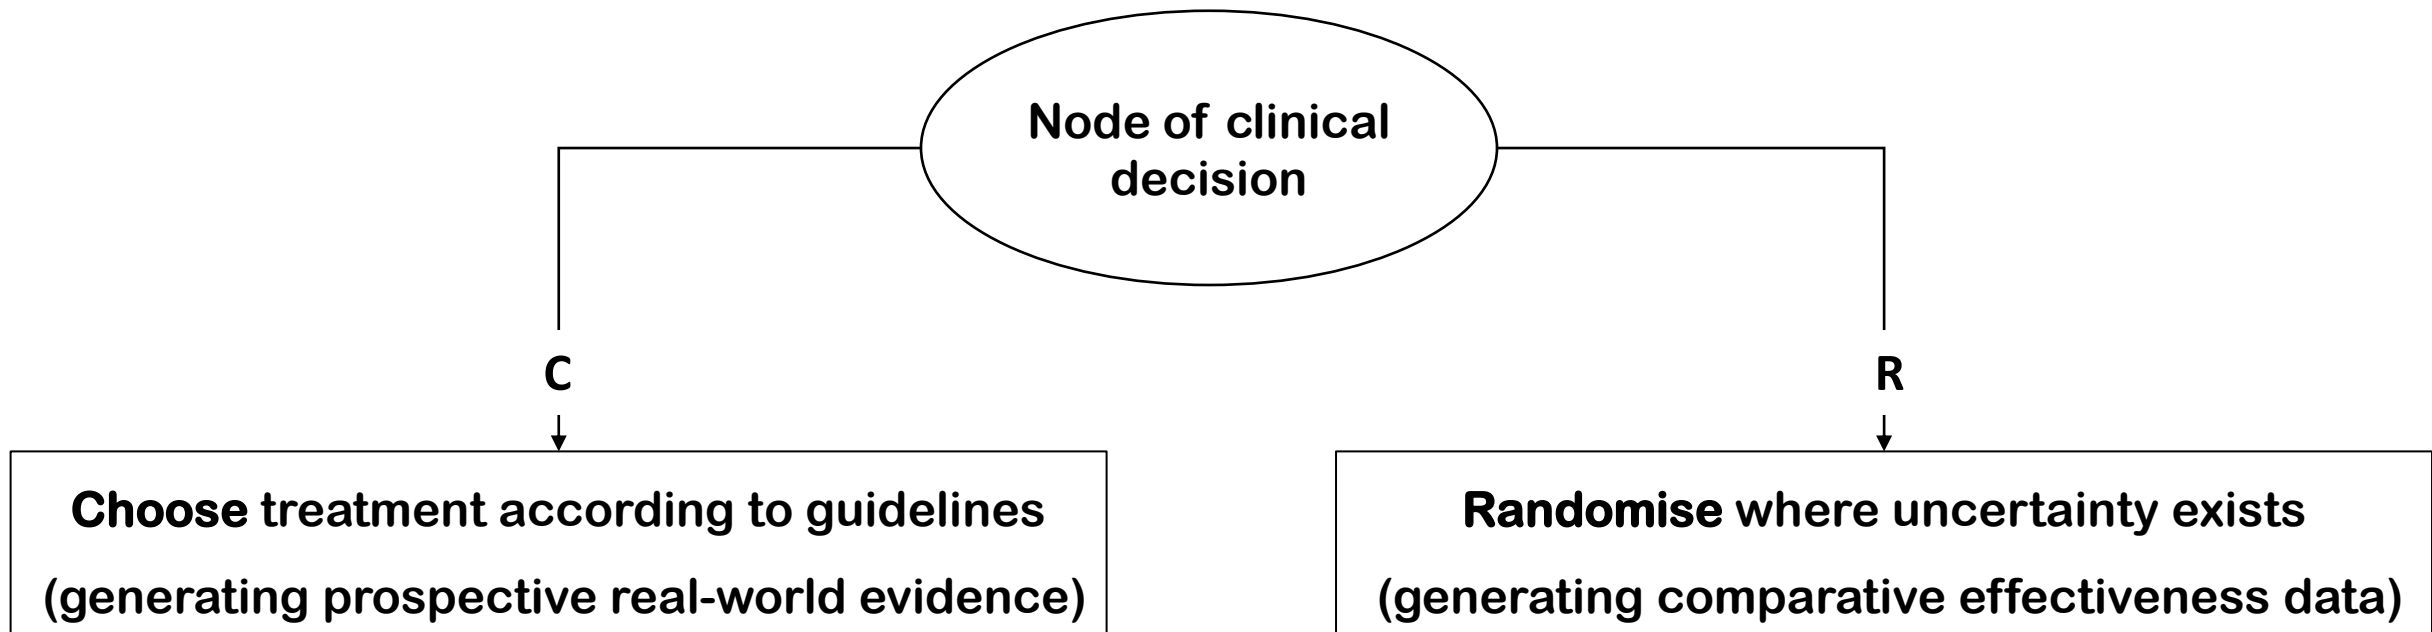 Node of clinical
decision
C
R
Choose treatment according to guidelines
(generating prospective real-world evidence)
Randomise where uncertainty exists
(generating comparative effectiveness data)